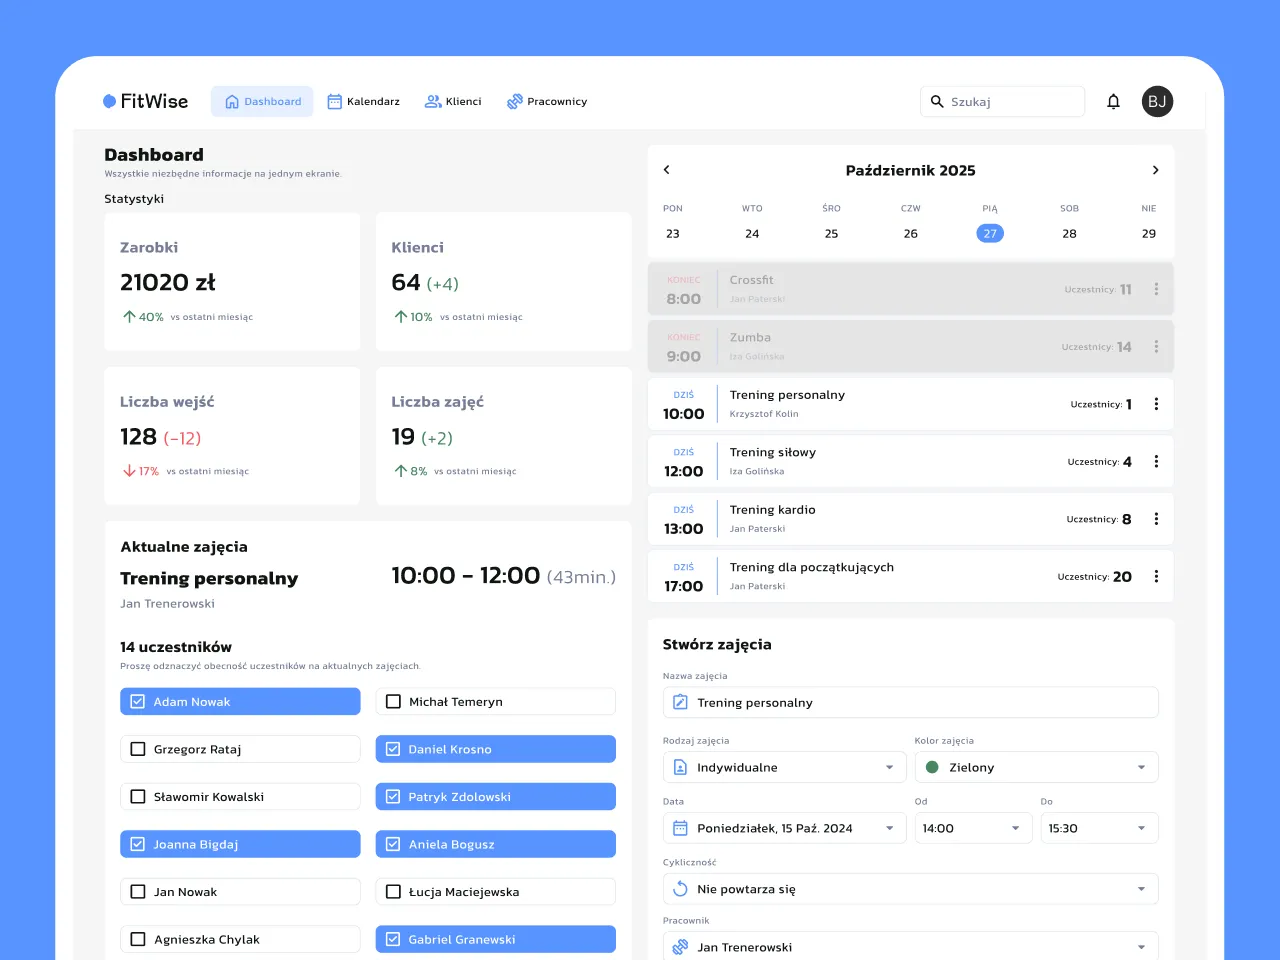 FitWise
Dashboard
Kalendarz
Klienci
Pracownicy
Szukaj
BJ
Dashboard
Wszystkie niezbędne informacje na jednym ekranie.
Statystyki
Zarobki
21020 zł
40% vs ostatni miesiąc
Klienci
64 (+4)
10% vs ostatni miesiąc
Liczba wejść
128 (-12)
17% vs ostatni miesiąc
Liczba zajęć
19 (+2)
8% vs ostatni miesiąc
Aktualne zajęcia
Trening personalny
Jan Trenerowski
10:00 - 12:00 (43min.)
14 uczestników
Proszę odznaczyć obecność uczestników na aktualnych zajęciach.
Adam Nowak
Michał Temeryn
Grzegorz Rataj
Daniel Krosno
Sławomir Kowalski
Patryk Zdolowski
Joanna Bigdaj
Aniela Bogusz
Jan Nowak
Łucja Maciejewska
Agnieszka Chylak
Gabriel Granewski
Październik 2025
PON WTO ŚRO CZW PIĄ SOB NIE
23 24 25 26 27 28 29
KONIEC
8:00
Crossfit
Jan Paterski
Uczestnicy: 11
KONIEC
9:00
Zumba
Iza Golińska
Uczestnicy: 14
DZIŚ
10:00
Trening personalny
Krzysztof Kolin
Uczestnicy: 1
DZIŚ
12:00
Trening siłowy
Iza Golińska
Uczestnicy: 4
DZIŚ
13:00
Trening kardio
Jan Paterski
Uczestnicy: 8
DZIŚ
17:00
Trening dla początkujących
Jan Paterski
Uczestnicy: 20
Stwórz zajęcia
Nazwa zajęcia
Trening personalny
Rodzaj zajęcia
Indywidualne
Kolor zajęcia
Zielony
Data
Poniedziałek, 15 Paź. 2024
Od
14:00
Do
15:30
Cykliczność
Nie powtarza się
Pracownik
Jan Trenerowski